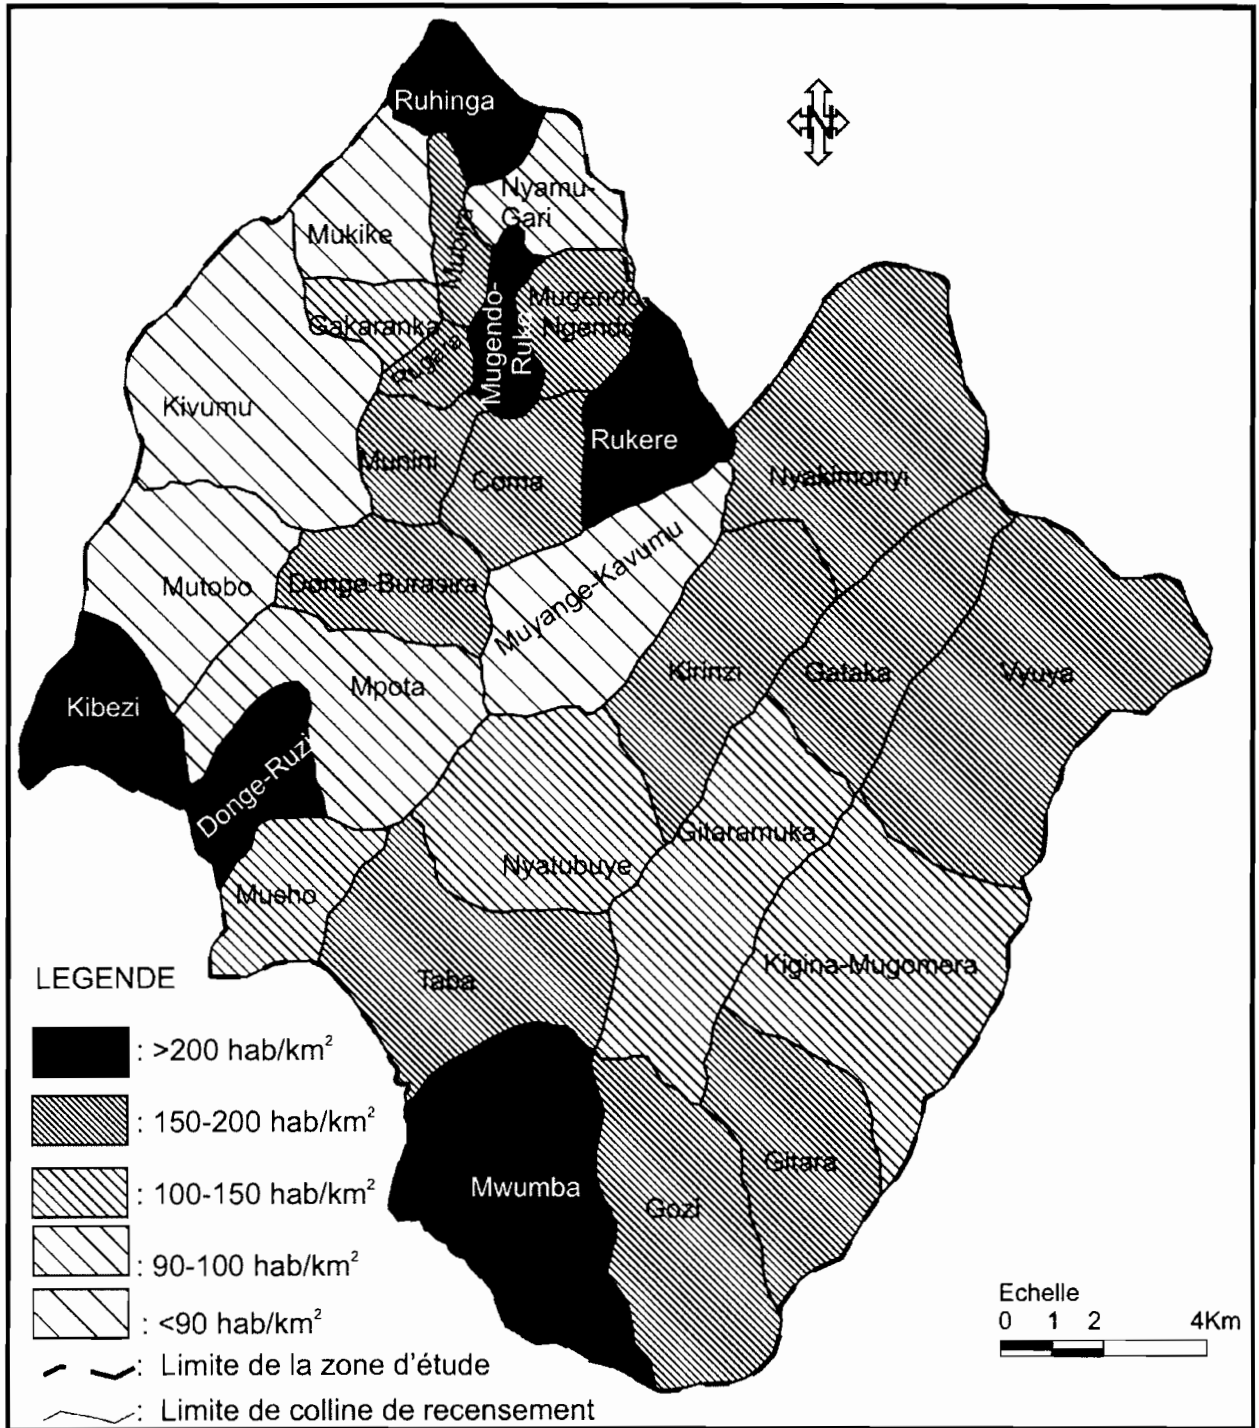 Ruhinga
N
Nyamu-
Gari
Mukike
Mubira
Mugendo-
Ngendo
Gakaranka
Mugendo-
Ruko
Rugara
Kivumu
Rukere
Munini
Coma
Nyakimonyi
Mutobo
Donge-Burasira
Muyange-Kavumu
Kirinzi
Gataka
Vyuya
Mpota
Kibezi
Donge-Ruzi
Gitaramuka
Nyatubuye
Musho
Kigina-Mugomera
Taba
LEGENDE
: >200 hab/km²
: 150-200 hab/km²
: 100-150 hab/km²
: 90-100 hab/km²
: <90 hab/km²
: Limite de la zone d'étude
: Limite de colline de recensement
Mwumba
Gozi
Gitara
Echelle
0 1 2 4Km